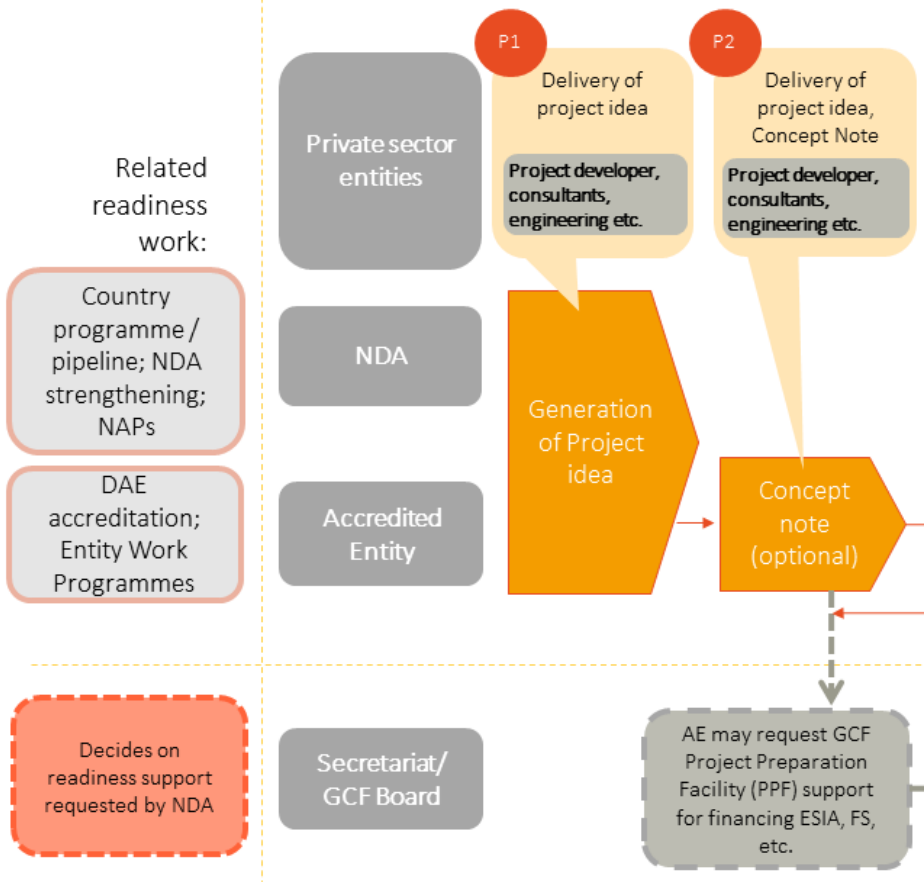 P1
Delivery of
project idea
Project developer,
consultants,
engineering etc.
P2
Delivery of
project idea,
Concept Note
Project developer,
consultants,
engineering etc.
Related
readiness
work:
Private sector
entities
Country
programme /
pipeline; NDA
strengthening;
NAPs
NDA
Generation
of Project
idea
DAE
accreditation;
Entity Work
Programmes
Accredited
Entity
Concept
note
(optional)
Decides on
readiness support
requested by NDA
Secretariat/
GCF Board
AE may request GCF
Project Preparation
Facility (PPF) support
for financing ESIA, FS,
etc.